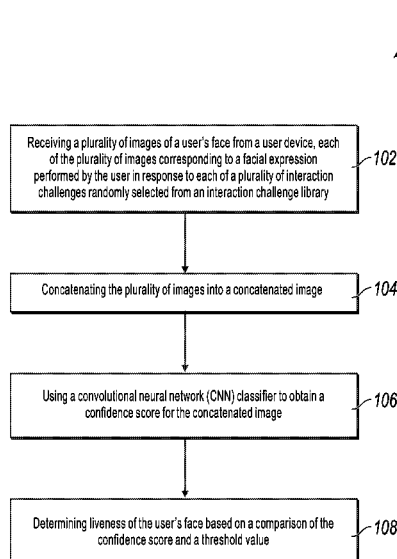 Receiving a plurality of images of a user's face from a user device, each
of the plurality of images corresponding to a facial expression
performed by the user in response to each of a plurality of interaction
challenges randomly selected from an interaction challenge library
102
Concatenating the plurality of images into a concatenated image
104
Using a convolutional neural network (CNN) classifier to obtain a
confidence score for the concatenated image
106
Determining liveness of the user's face based on a comparison of the
confidence score and a threshold value
108